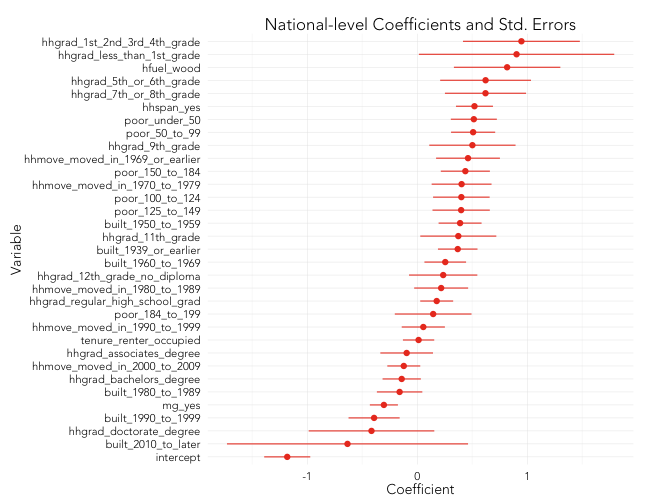 National-level Coefficients and Std. Errors
hhgrad_1st_2nd_3rd_4th_grade
hhgrad_less_than_1st_grade
hfuel_wood
hhgrad_5th_or_6th_grade
hhgrad_7th_or_8th_grade
hhspan_yes
poor_under_50
poor_50_to_99
hhgrad_9th_grade
hhmove_moved_in_1969_or_earlier
poor_150_to_184
hhmove_moved_in_1970_to_1979
poor_100_to_124
poor_125_to_149
built_1950_to_1959
hhgrad_11th_grade
built_1939_or_earlier
built_1960_to_1969
hhgrad_12th_grade_no_diploma
hhmove_moved_in_1980_to_1989
hhgrad_regular_high_school_grad
poor_184_to_199
hhmove_moved_in_1990_to_1999
tenure_renter_occupied
hhgrad_associates_degree
hhmove_moved_in_2000_to_2009
hhgrad_bachelors_degree
built_1980_to_1989
mg_yes
built_1990_to_1999
hhgrad_doctorate_degree
built_2010_to_later
intercept
Variable
-1 0 1
Coefficient